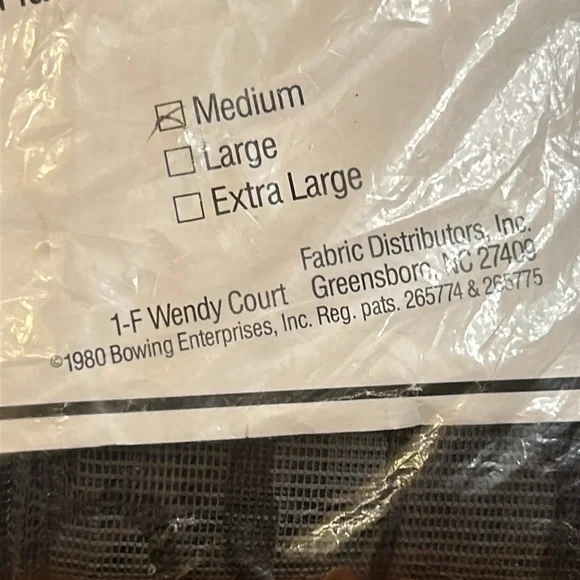 Medium
Large
Extra Large
Fabric Distributors, Inc.
1-F Wendy Court Greensboro, NC 27409
©1980 Bowing Enterprises, Inc. Reg. pats. 265774 & 265775